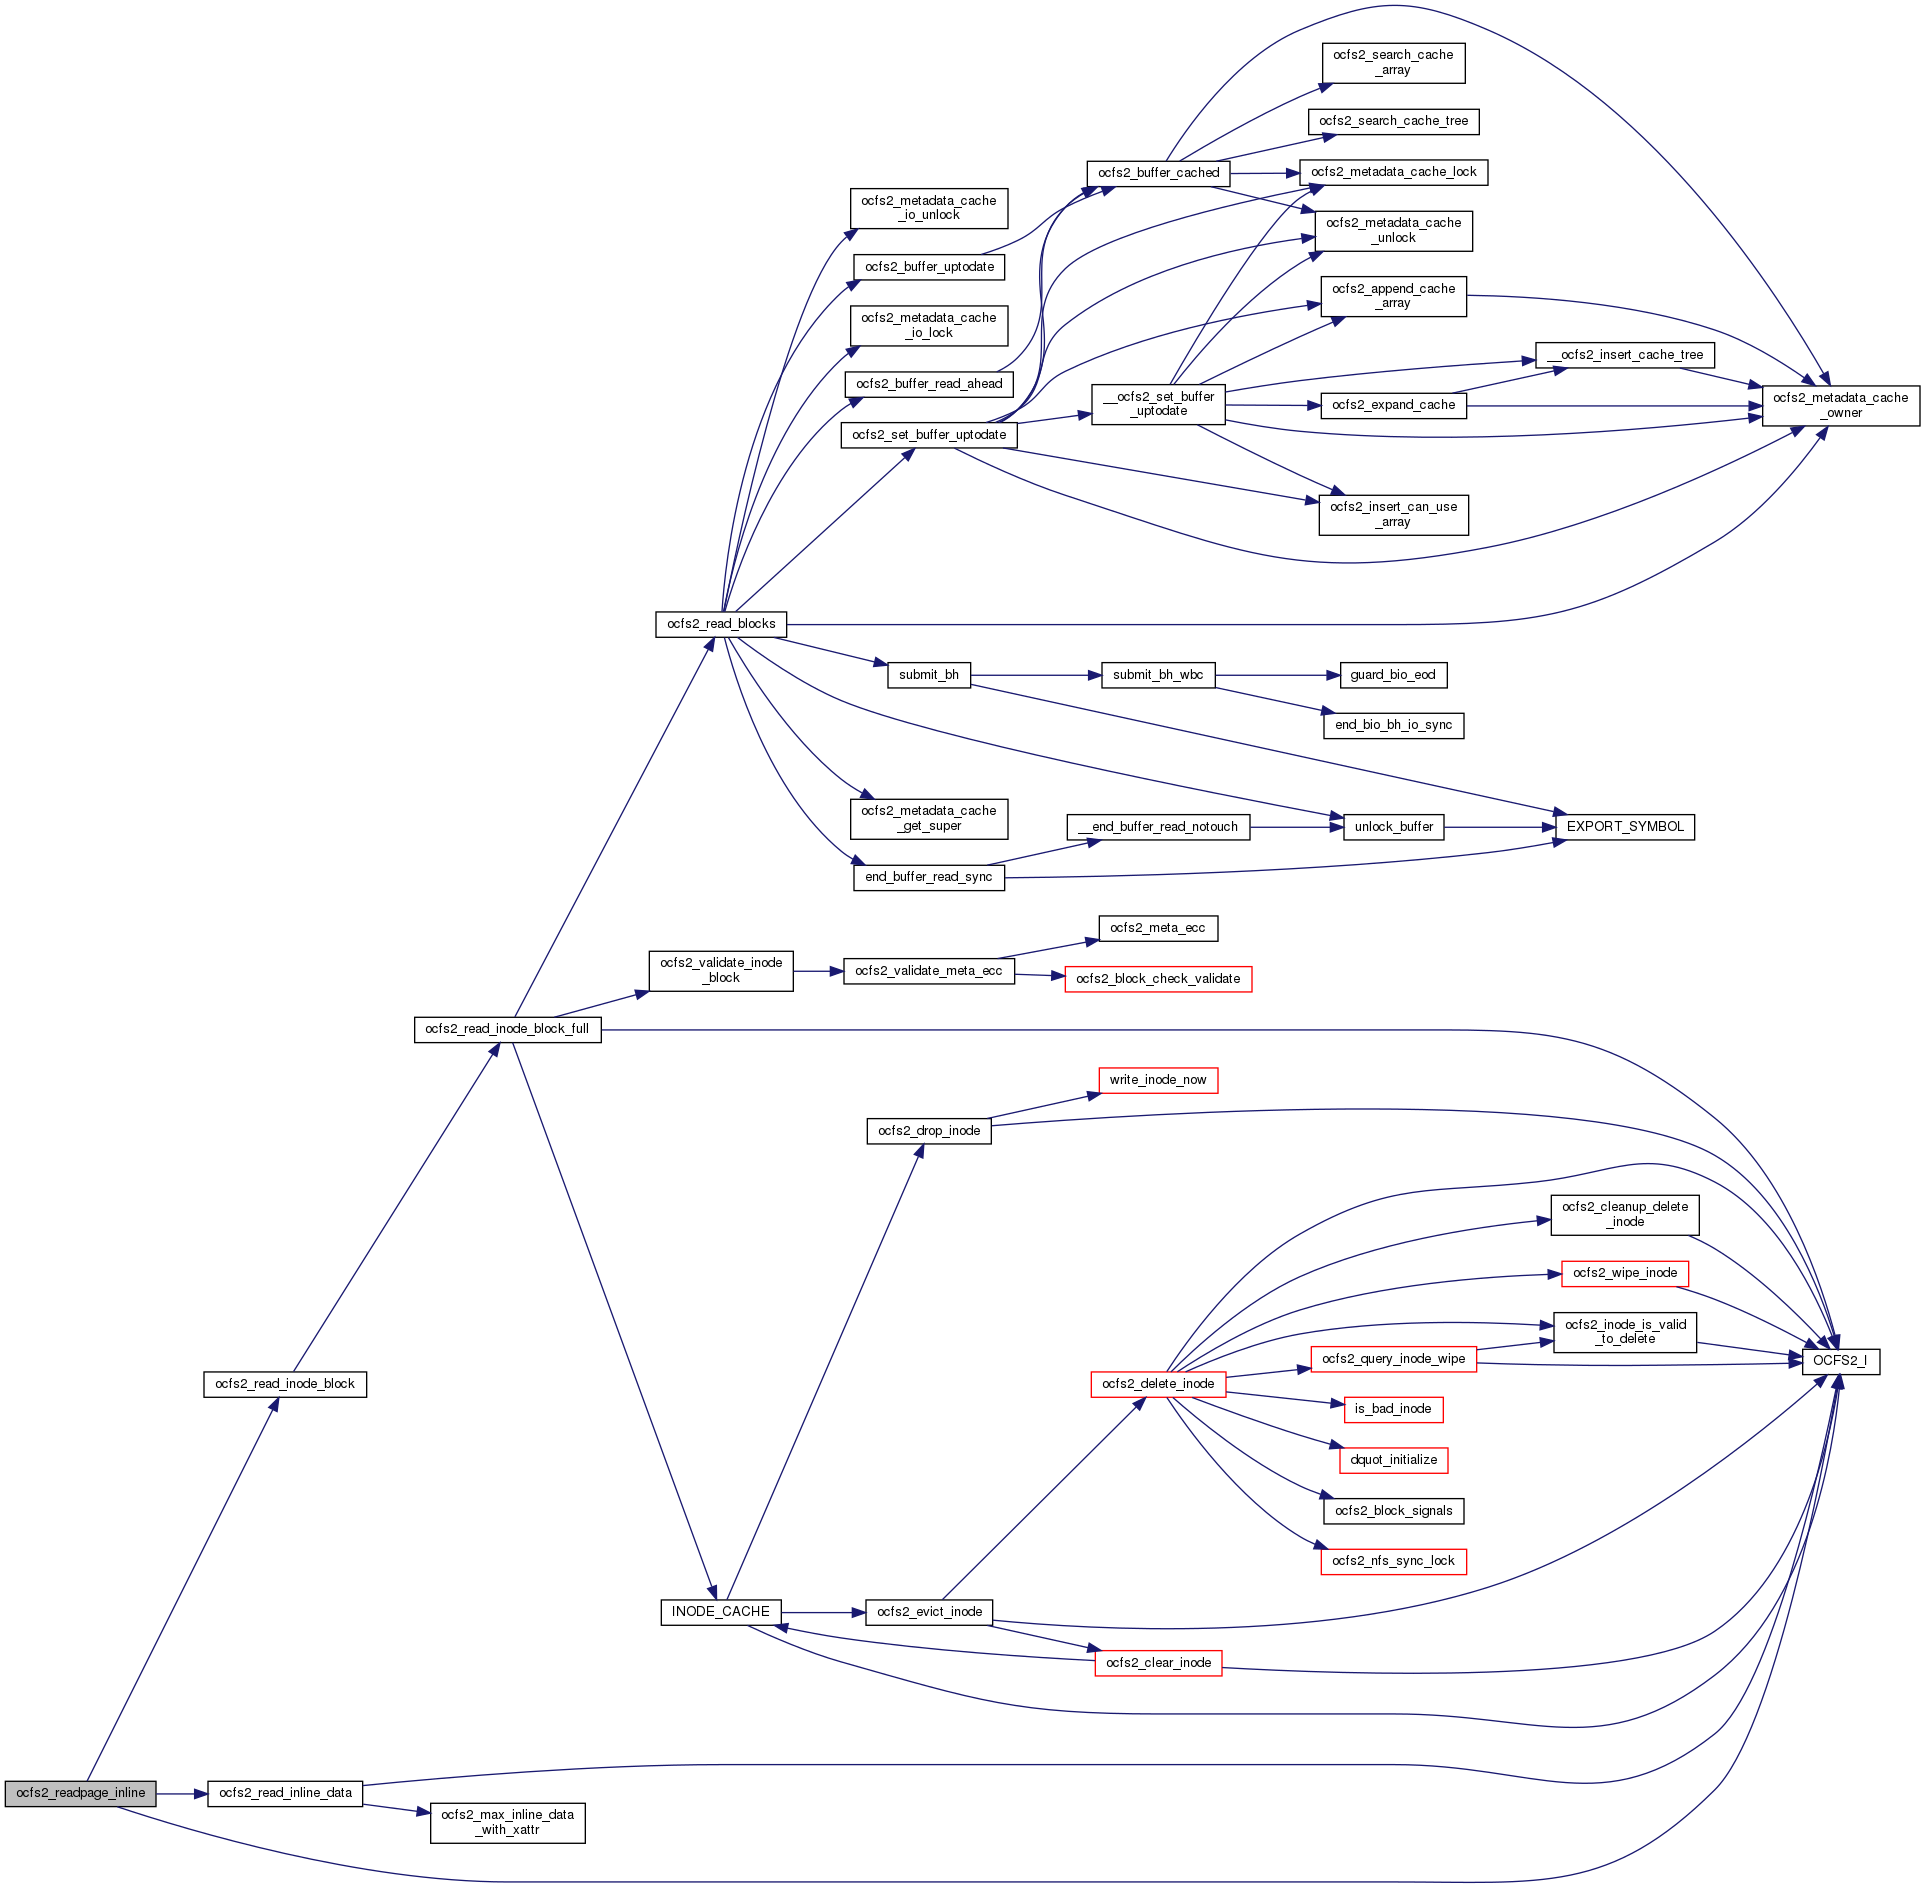 ocfs2_search_cache
_array
ocfs2_search_cache_tree
ocfs2_buffer_cached
ocfs2_metadata_cache_lock
ocfs2_metadata_cache
_io_unlock
ocfs2_metadata_cache
_unlock
ocfs2_buffer_uptodate
ocfs2_append_cache
_array
ocfs2_metadata_cache
_io_lock
__ocfs2_insert_cache_tree
ocfs2_buffer_read_ahead
__ocfs2_set_buffer
_uptodate
ocfs2_expand_cache
ocfs2_metadata_cache
_owner
ocfs2_set_buffer_uptodate
ocfs2_insert_can_use
_array
ocfs2_read_blocks
submit_bh
submit_bh_wbc
guard_bio_eod
end_bio_bh_io_sync
ocfs2_metadata_cache
_get_super
__end_buffer_read_notouch
unlock_buffer
EXPORT_SYMBOL
end_buffer_read_sync
ocfs2_meta_ecc
ocfs2_validate_inode
_block
ocfs2_validate_meta_ecc
ocfs2_block_check_validate
ocfs2_read_inode_block_full
write_inode_now
ocfs2_drop_inode
ocfs2_cleanup_delete
_inode
ocfs2_wipe_inode
ocfs2_inode_is_valid
_to_delete
ocfs2_query_inode_wipe
OCFS2_I
ocfs2_read_inode_block
ocfs2_delete_inode
is_bad_inode
dquot_initialize
ocfs2_block_signals
ocfs2_nfs_sync_lock
INODE_CACHE
ocfs2_evict_inode
ocfs2_clear_inode
ocfs2_readpage_inline
ocfs2_read_inline_data
ocfs2_max_inline_data
_with_xattr